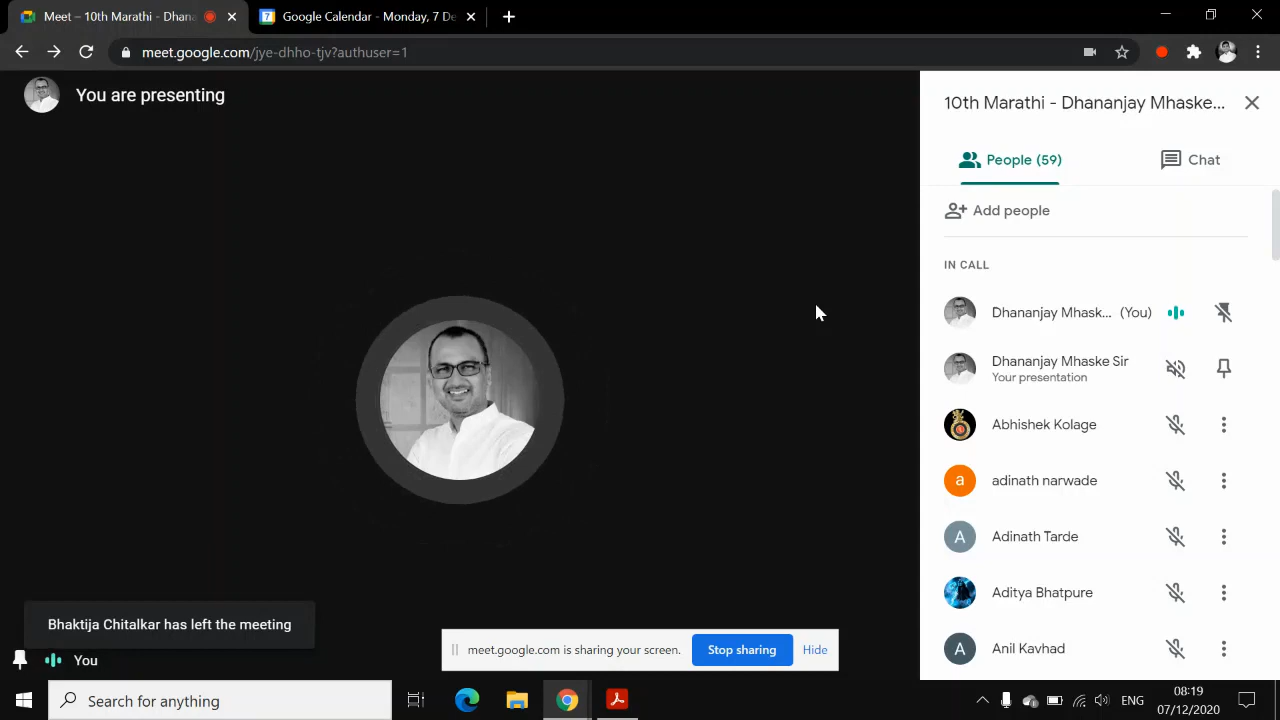 Meet – 10th Marathi - Dhana
Google Calendar - Monday, 7 De
meet.google.com/jye-dhho-tjv?authuser=1
You are presenting
10th Marathi - Dhananjay Mhaske...
People (59)
Chat
Add people
IN CALL
Dhananjay Mhask... (You)
Dhananjay Mhaske Sir
Your presentation
Abhishek Kolage
a
adinath narwade
A
Adinath Tarde
Aditya Bhatpure
A
Anil Kavhad
Bhaktija Chitalkar has left the meeting
You
meet.google.com is sharing your screen.
Stop sharing
Hide
Search for anything
ENG
08:19
07/12/2020